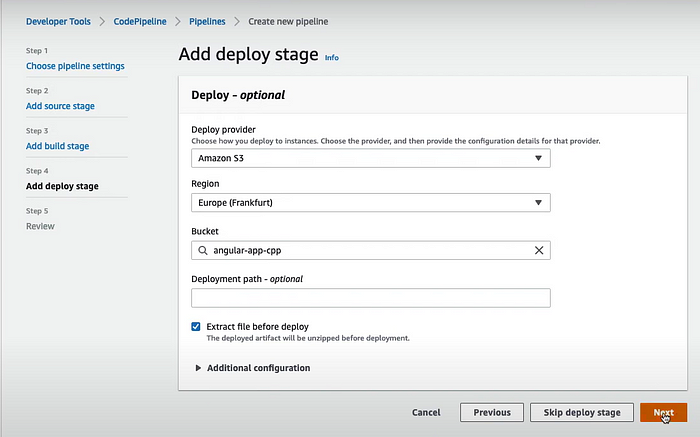 Developer Tools > CodePipeline > Pipelines > Create new pipeline
Step 1
Choose pipeline settings
Step 2
Add source stage
Step 3
Add build stage
Step 4
Add deploy stage
Step 5
Review
Add deploy stage Info
Deploy - optional
Deploy provider
Choose how you deploy to instances. Choose the provider, and then provide the configuration details for that provider.
Amazon S3
Region
Europe (Frankfurt)
Bucket
angular-app-cpp
Deployment path - optional
Extract file before deploy
The deployed artifact will be unzipped before deployment.
Additional configuration
Cancel Previous Skip deploy stage Next